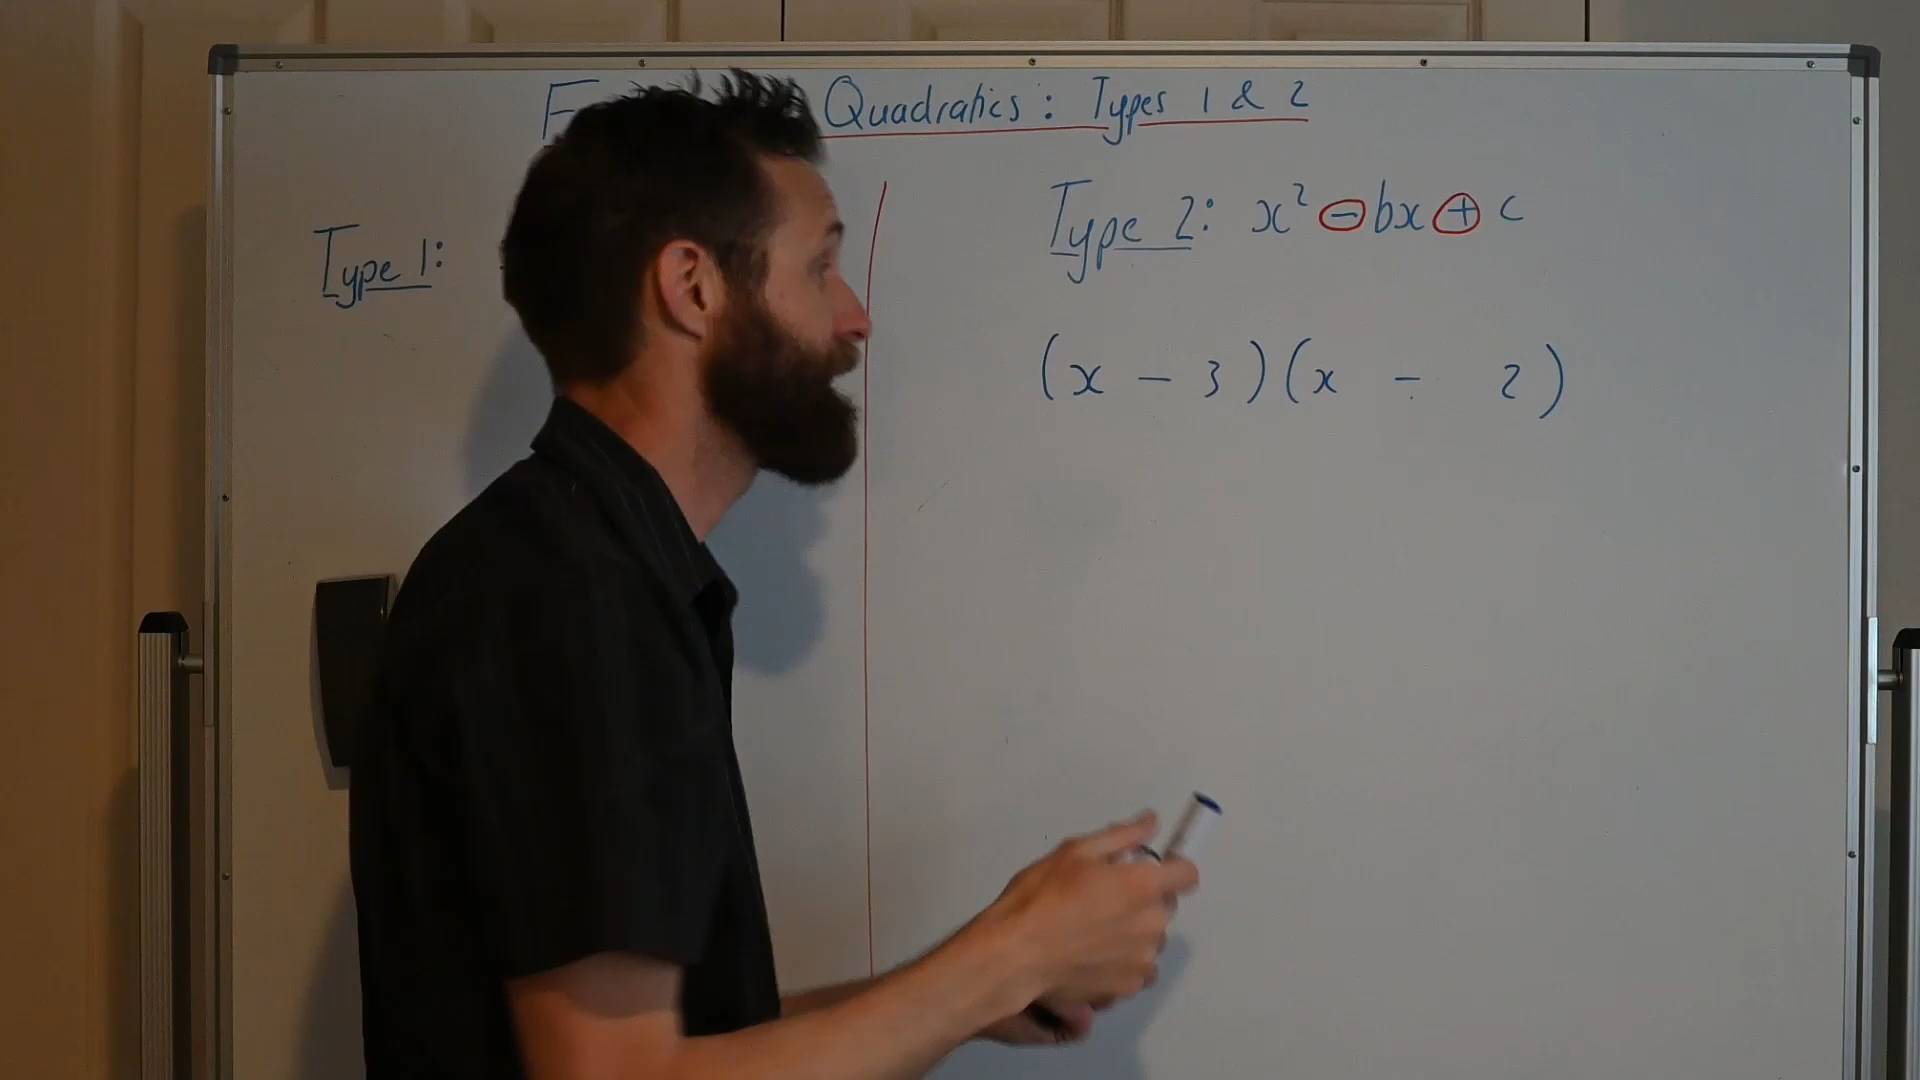 Quadratics: Types 1 & 2
Type 1:
Type 2: x² - bx + c
(x - 3)(x - 2)